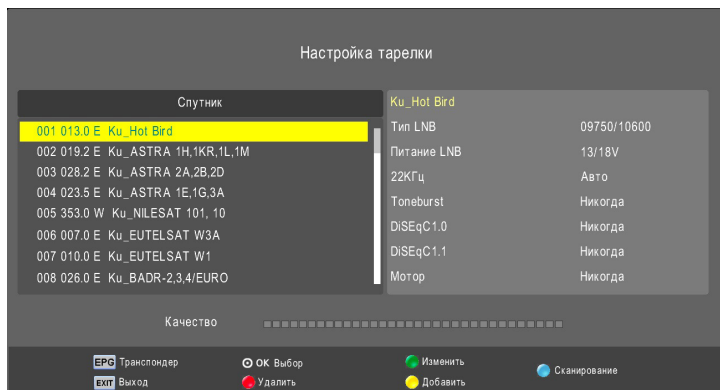 Настройка тарелки
Спутник
001 013.0 E Ku_Hot Bird
002 019.2 E Ku_ASTRA 1H,1KR,1L,1M
003 028.2 E Ku_ASTRA 2A,2B,2D
004 023.5 E Ku_ASTRA 1E,1G,3A
005 353.0 W Ku_NILESAT 101, 10
006 007.0 E Ku_EUTELSAT W3A
007 010.0 E Ku_EUTELSAT W1
008 026.0 E Ku_BADR-2,3,4/EURO
Ku_Hot Bird
Тип LNB 09750/10600
Питание LNB 13/18V
22КГц Авто
Toneburst Никогда
DiSEqC1.0 Никогда
DiSEqC1.1 Никогда
Мотор Никогда
Качество
EPG Транспондер OK Выбор Изменить Сканирование
EXIT Выход Удалить Добавить